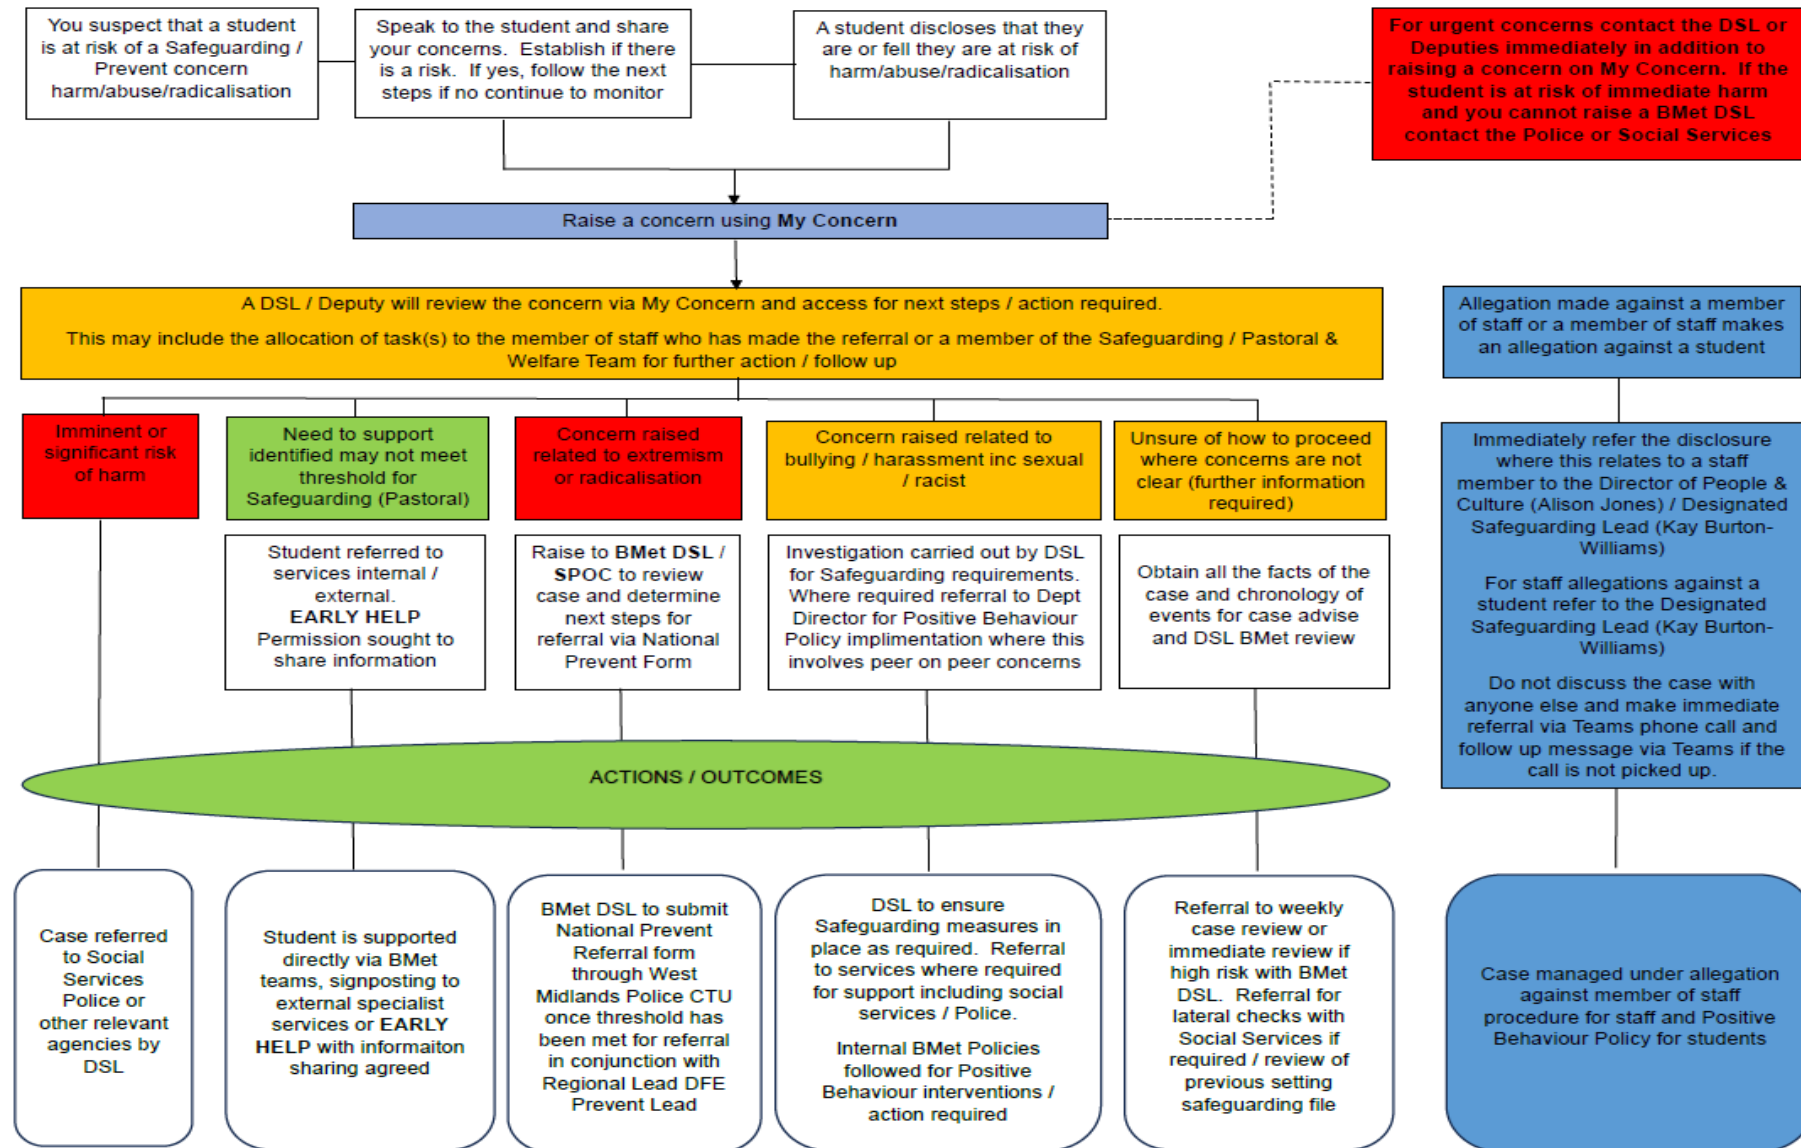 You suspect that a student
is at risk of a Safeguarding /
Prevent concern
harm/abuse/radicalisation
Speak to the student and share
your concerns.  Establish if there
is a risk.  If yes, follow the next
steps if no continue to monitor
A student discloses that they
are or fell they are at risk of
harm/abuse/radicalisation
For urgent concerns contact the DSL or
Deputies immediately in addition to
raising a concern on My Concern.  If the
student is at risk of immediate harm
and you cannot raise a BMet DSL
contact the Police or Social Services
Raise a concern using My Concern
A DSL / Deputy will review the concern via My Concern and access for next steps / action required.
This may include the allocation of task(s) to the member of staff who has made the referral or a member of the Safeguarding / Pastoral &
Welfare Team for further action / follow up
Allegation made against a member
of staff or a member of staff makes
an allegation against a student
Imminent or
significant risk
of harm
Need to support
identified may not meet
threshold for
Safeguarding (Pastoral)
Concern raised
related to extremism
or radicalisation
Concern raised related to
bullying / harassment inc sexual
/ racist
Unsure of how to proceed
where concerns are not
clear (further information
required)
Immediately refer the disclosure
where this relates to a staff
member to the Director of People &
Culture (Alison Jones) / Designated
Safeguarding Lead (Kay Burton-
Williams)
For staff allegations against a
student refer to the Designated
Safeguarding Lead (Kay Burton-
Williams)
Do not discuss the case with
anyone else and make immediate
referral via Teams phone call and
follow up message via Teams if the
call is not picked up.
Student referred to
services internal /
external.
EARLY HELP
Permission sought to
share information
Raise to BMet DSL /
SPOC to review
case and determine
next steps for
referral via National
Prevent Form
Investigation carried out by DSL
for Safeguarding requirements.
Where required referral to Dept
Director for Positive Behaviour
Policy implimentation where this
involves peer on peer concerns
Obtain all the facts of the
case and chronology of
events for case advise
and DSL BMet review
ACTIONS / OUTCOMES
Case referred
to Social
Services
Police or
other relevant
agencies by
DSL
Student is supported
directly via BMet
teams, signposting to
external specialist
services or EARLY
HELP with informaiton
sharing agreed
BMet DSL to submit
National Prevent
Referral form
through West
Midlands Police CTU
once threshold has
been met for referral
in conjunction with
Regional Lead DFE
Prevent Lead
DSL to ensure
Safeguarding measures in
place as required.  Referral
to services where required
for support including social
services / Police.
Internal BMet Policies
followed for Positive
Behaviour interventions /
action required
Referral to weekly
case review or
immediate review if
high risk with BMet
DSL.  Referral for
lateral checks with
Social Services if
required / review of
previous setting
safeguarding file
Case managed under allegation
against member of staff
procedure for staff and Positive
Behaviour Policy for students